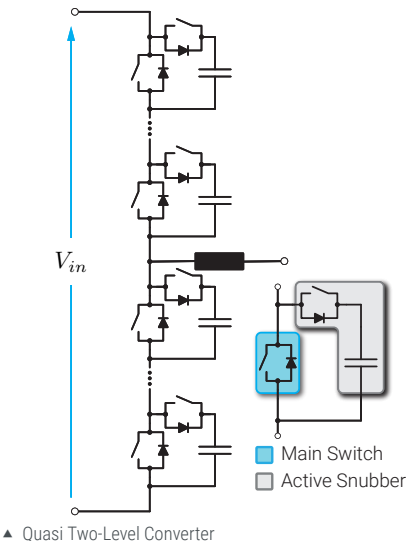 V_in
Main Switch
Active Snubber
▲ Quasi Two-Level Converter